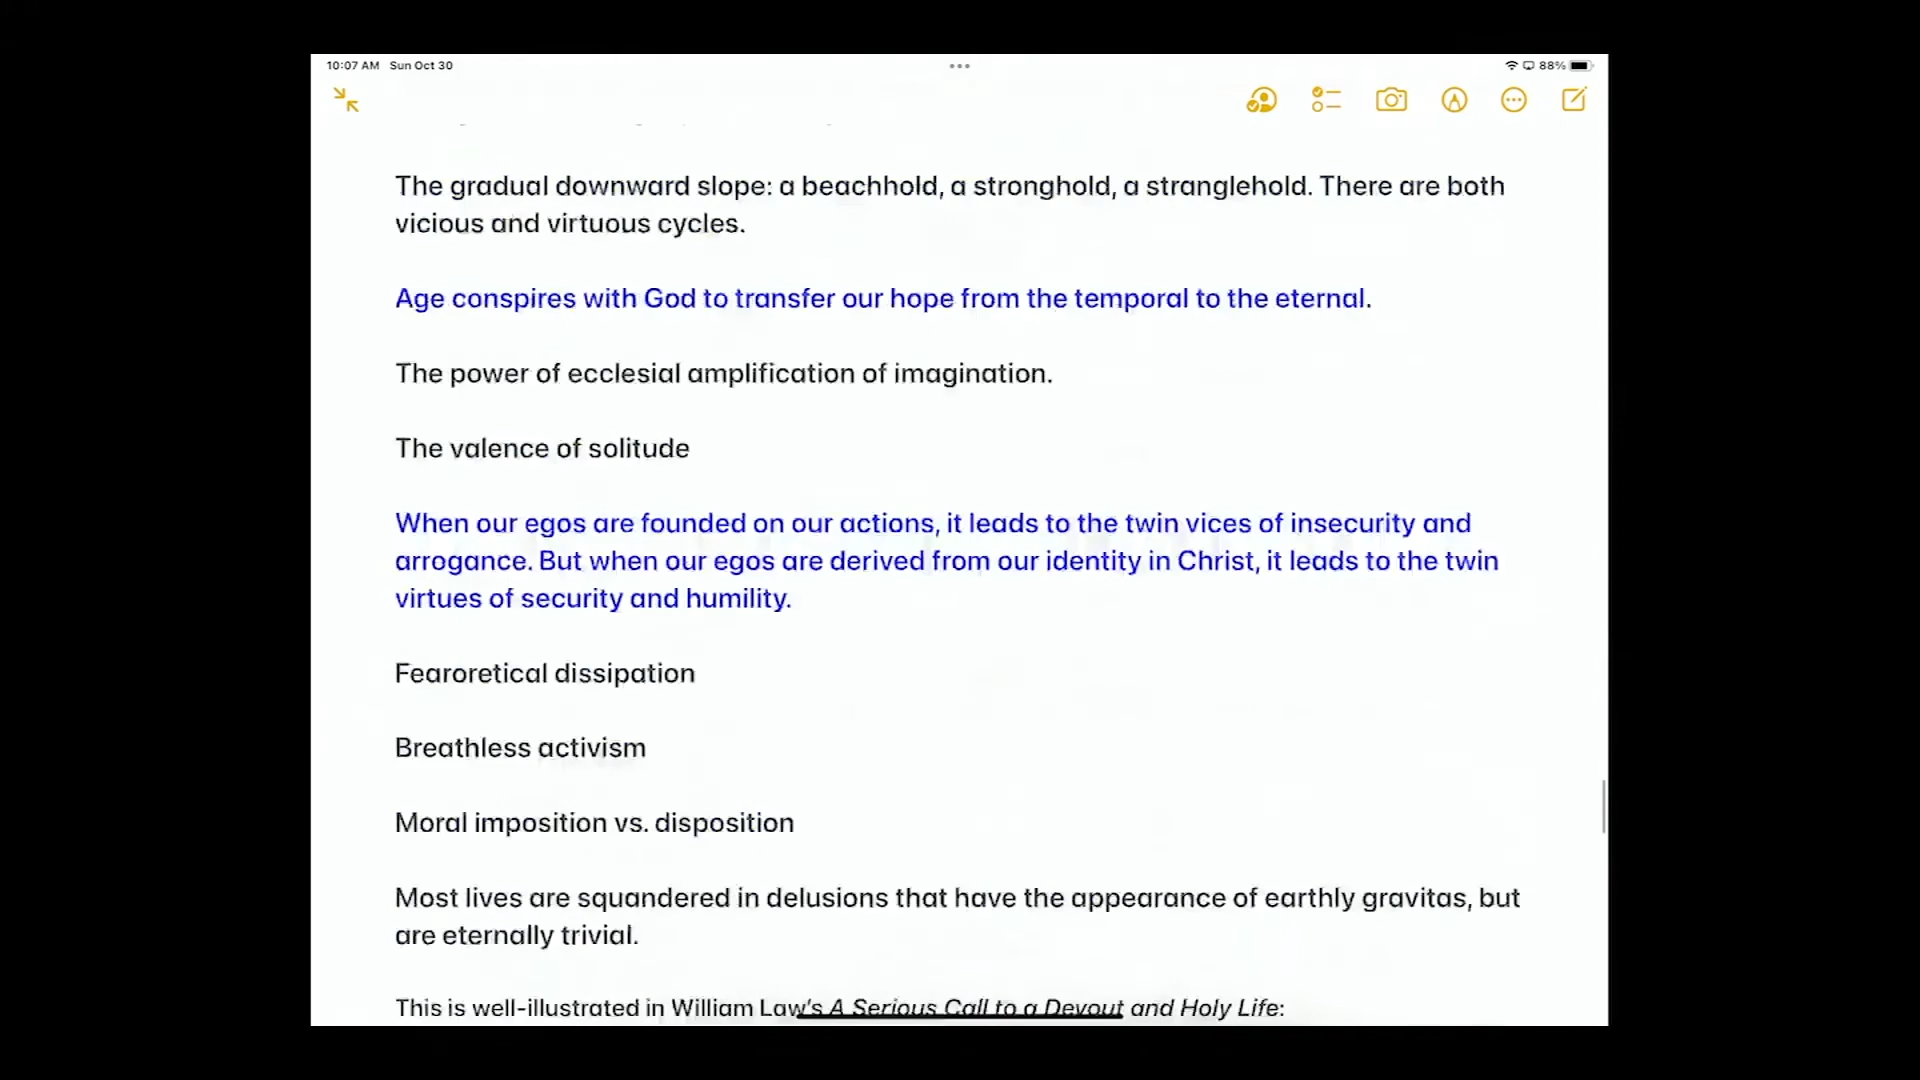 10:07 AM Sun Oct 30
88%
The gradual downward slope: a beachhold, a stronghold, a stranglehold. There are both
vicious and virtuous cycles.
Age conspires with God to transfer our hope from the temporal to the eternal.
The power of ecclesial amplification of imagination.
The valence of solitude
When our egos are founded on our actions, it leads to the twin vices of insecurity and
arrogance. But when our egos are derived from our identity in Christ, it leads to the twin
virtues of security and humility.
Fearoretical dissipation
Breathless activism
Moral imposition vs. disposition
Most lives are squandered in delusions that have the appearance of earthly gravitas, but
are eternally trivial.
This is well-illustrated in William Law's A Serious Call to a Devout and Holy Life: